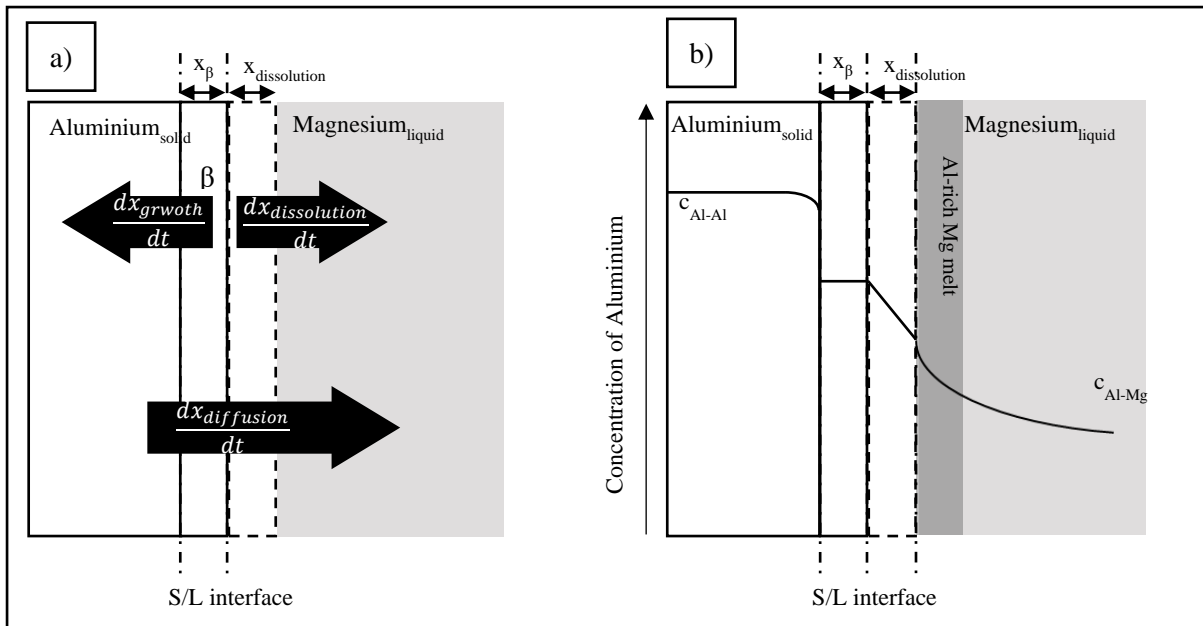 a)
xβ
xdissolution
Aluminiumsolid
Magnesiumliquid
β
dxgrwoth
dt
dxdissolution
dt
dxdiffusion
dt
S/L interface
b)
xβ
xdissolution
Aluminiumsolid
Magnesiumliquid
Al-rich Mg melt
cAl-Al
cAl-Mg
Concentration of Aluminium
S/L interface